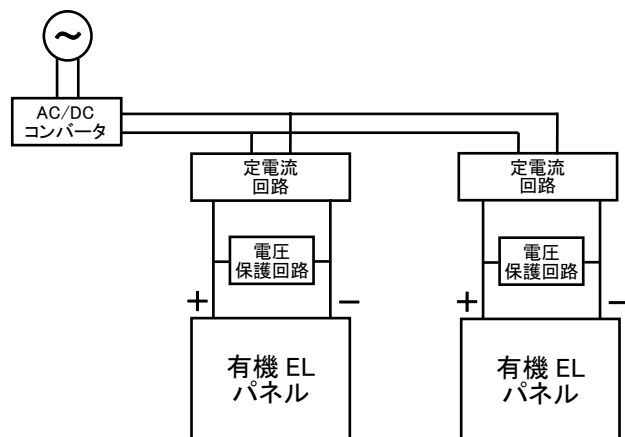 ～
AC/DC
コンバータ
定電流
回路
定電流
回路
電圧
保護回路
電圧
保護回路
＋
－
＋
－
有機 EL
パネル
有機 EL
パネル